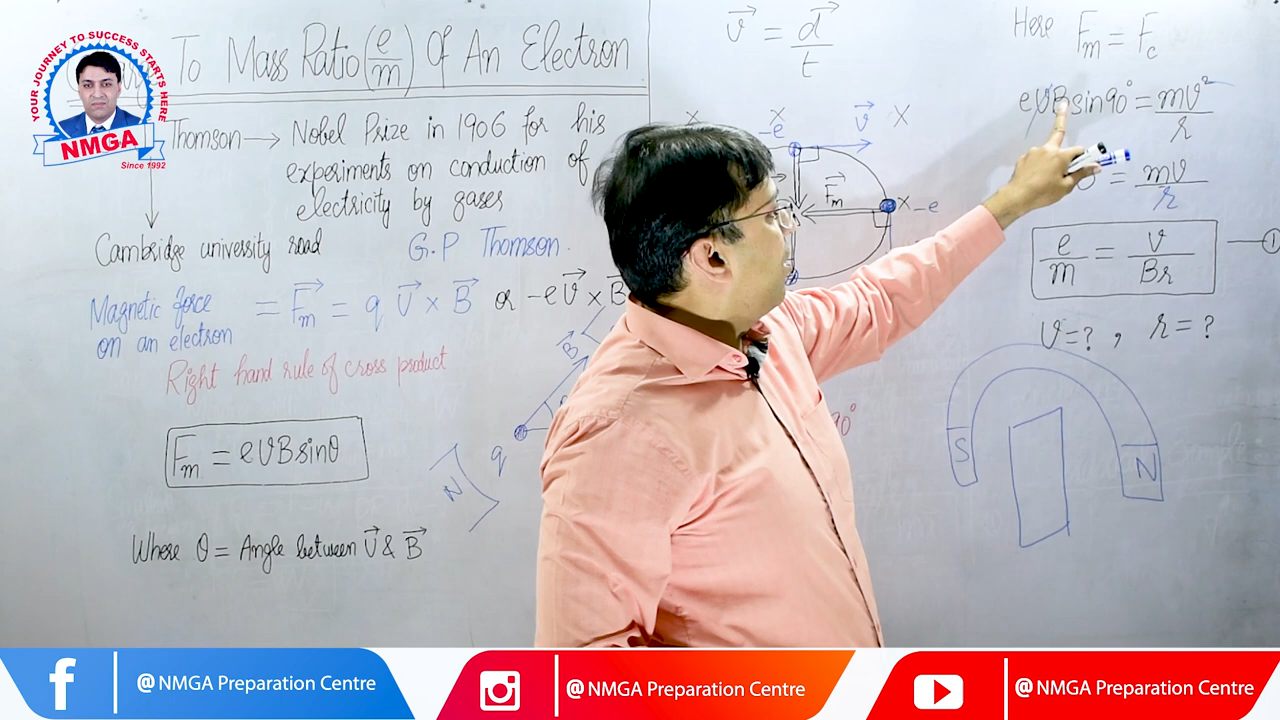 YOUR JOURNEY TO SUCCESS STARTS HERE
NMGA
Since 1992
To Mass Ratio (e/m) Of An Electron
Thomson → Nobel Prize in 1906 for his
experiments on conduction of
electricity by gases
Cambridge university road
G.P Thomson.
Magnetic force = F⃗m = q V⃗ × B⃗ or -e V⃗ × B⃗
on an electron
Right hand rule of cross product
Fm = eVBsinθ
Where θ = Angle between V⃗ & B⃗
B⃗
q
N
v⃗ = d⃗/t
X X X
-e v⃗
F⃗m
X -e
90°
Here Fm = Fc
eVBsin90° = mv²/r
= mv/r
e/m = v/Br — 1
v=? , r=?
S N
@NMGA Preparation Centre
@NMGA Preparation Centre
@NMGA Preparation Centre